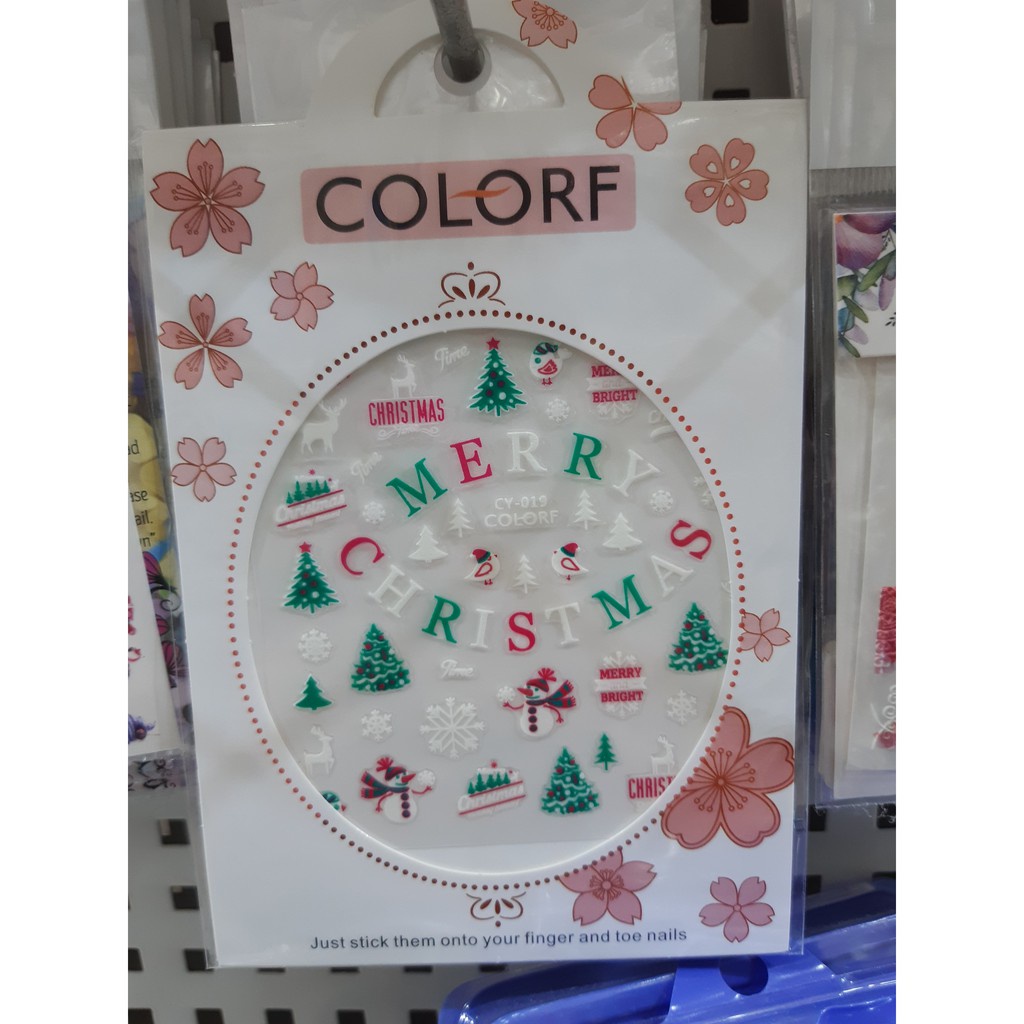 COLORF
Time
MERRY
CHRISTMAS
BRIGHT
Time
MERRY
Christmas
CY-019
COLORF
CHRISTMAS
Time
MERRY
BRIGHT
Christmas
CHRIST
Just stick them onto your finger and toe nails